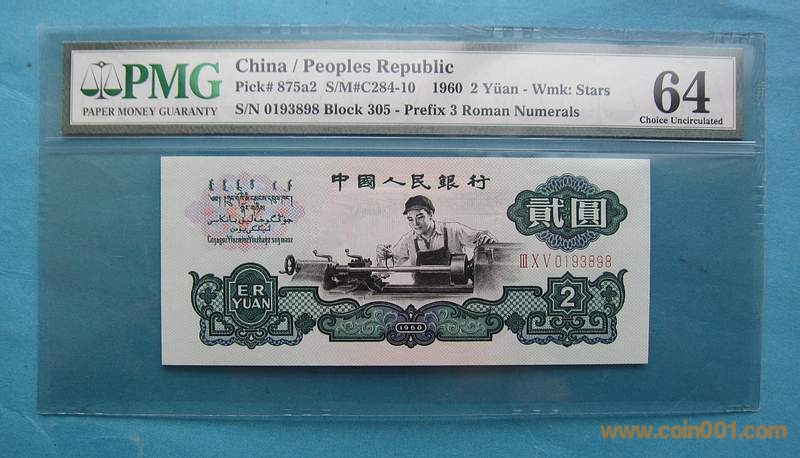 PMG
PAPER MONEY GUARANTY
China / Peoples Republic
Pick# 875a2 S/M#C284-10 1960 2 Yüan - Wmk: Stars
S/N 0193898 Block 305 - Prefix 3 Roman Numerals
64
Choice Uncirculated
中國人民銀行
貳圓
ⅢⅩⅤ0193898
ER
YUAN
1960
2
www.coin001.com